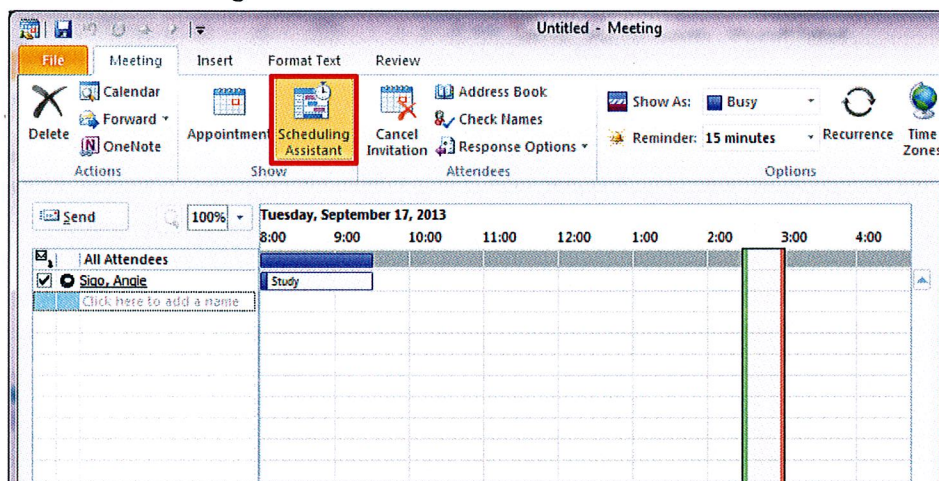 Untitled - Meeting
File Meeting Insert Format Text Review
Delete
Calendar
Forward
OneNote
Actions
Appointment
Scheduling Assistant
Show
Cancel Invitation
Address Book
Check Names
Response Options
Attendees
Show As: Busy
Reminder: 15 minutes
Recurrence
Time Zones
Options
Send 100%
Tuesday, September 17, 2013
8:00 9:00 10:00 11:00 12:00 1:00 2:00 3:00 4:00
All Attendees
Sigo, Angie
Study
Click here to add a name